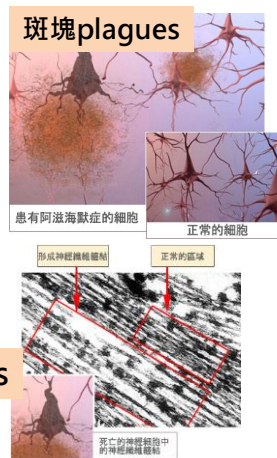 斑塊plagues
患有阿滋海默症的細胞
正常的細胞
形成神經纖維纏結
正常的區域
s
死亡的神經細胞中
的神經纖維纏結